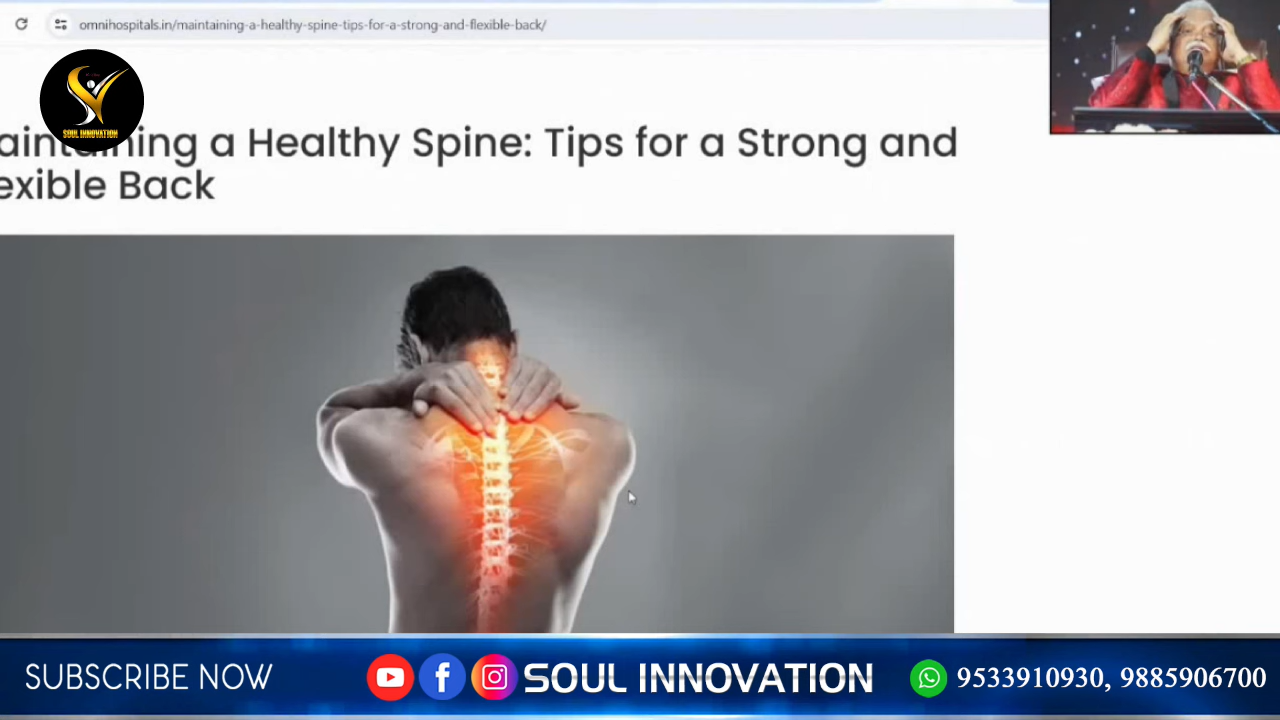 omnihospitals.in/maintaining-a-healthy-spine-tips-for-a-strong-and-flexible-back/
SOUL INNOVATION
aintaining a Healthy Spine: Tips for a Strong and
exible Back
SUBSCRIBE NOW
SOUL INNOVATION
9533910930, 9885906700